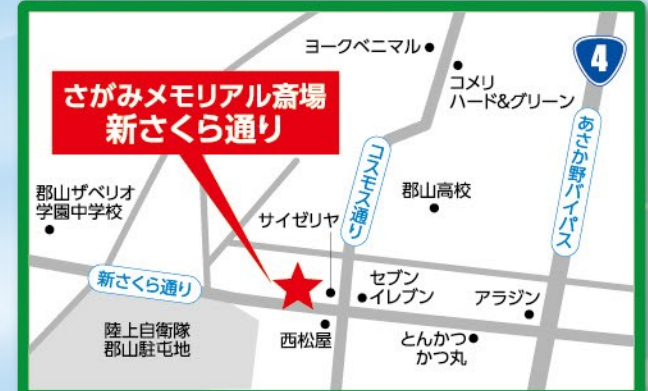 ヨークベニマル
コメリ
ハード&グリーン
4
さがみメモリアル斎場
新さくら通り
あさか野バイパス
コスモス通り
郡山ザベリオ
学園中学校
郡山高校
サイゼリヤ
新さくら通り
セブン
イレブン
アラジン
陸上自衛隊
郡山駐屯地
西松屋
とんかつ
かつ丸